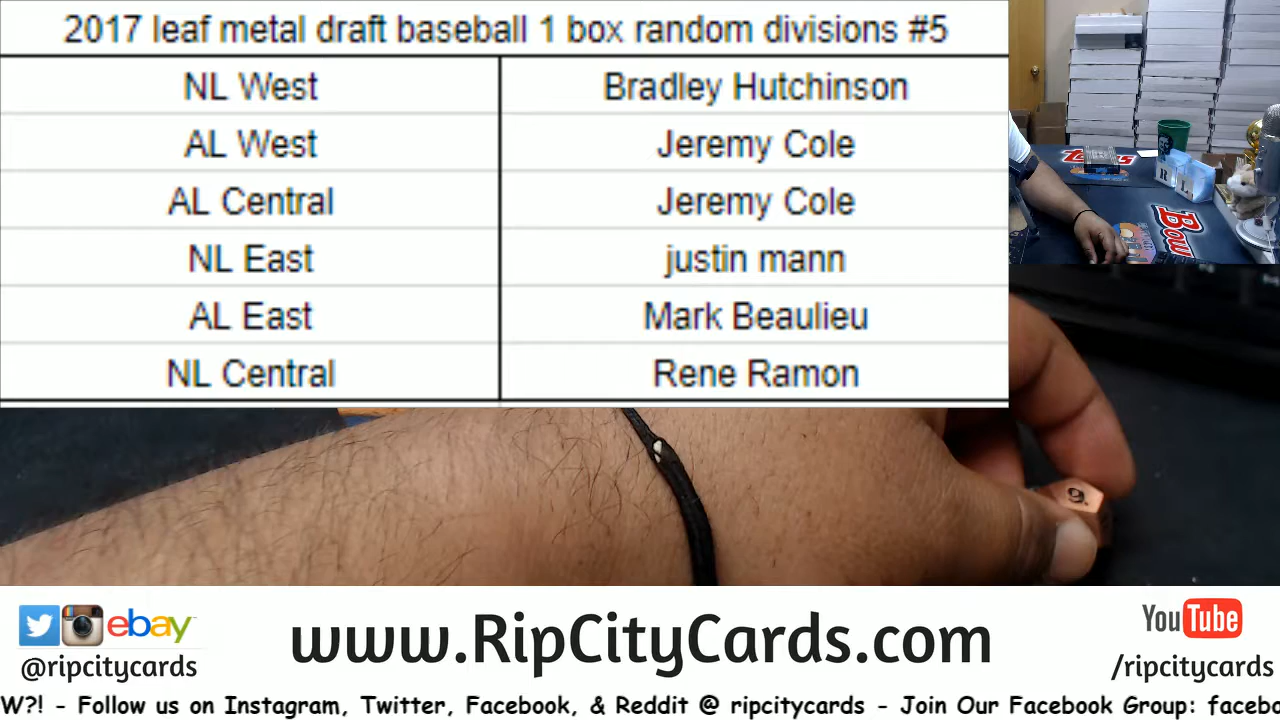 2017 leaf metal draft baseball 1 box random divisions #5
NL West Bradley Hutchinson
AL West Jeremy Cole
AL Central Jeremy Cole
NL East justin mann
AL East Mark Beaulieu
NL Central Rene Ramon
R L
Bow
9.
ebay
@ripcitycards
www.RipCityCards.com
YouTube
/ripcitycards
W?! - Follow us on Instagram, Twitter, Facebook, & Reddit @ ripcitycards - Join Our Facebook Group: facebo